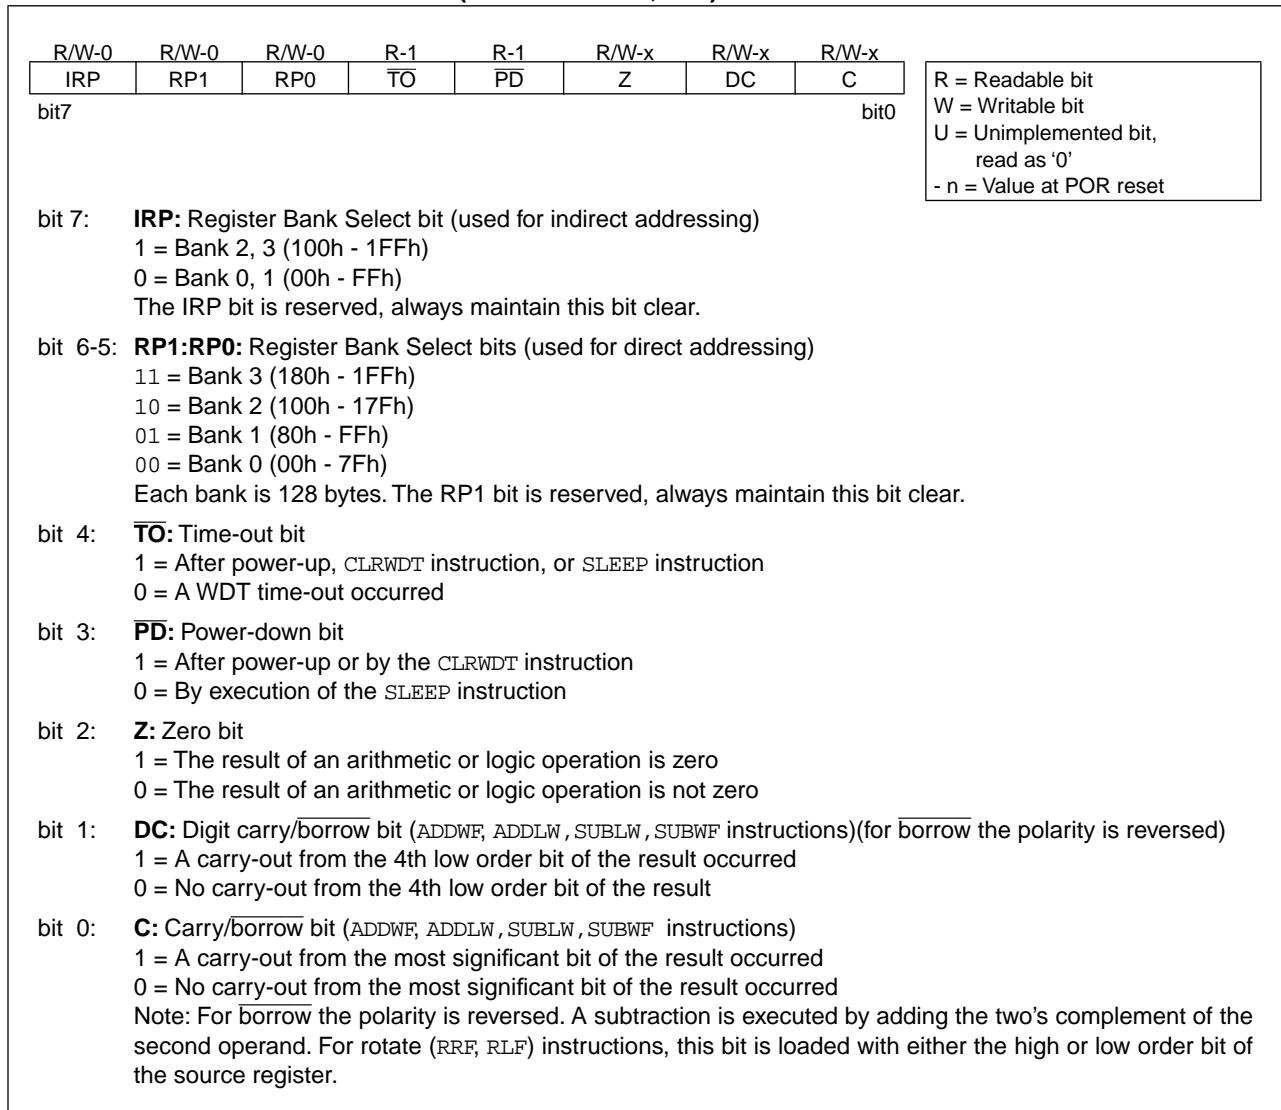 R/W-0 R/W-0 R/W-0 R-1 R-1 R/W-x R/W-x R/W-x
IRP RP1 RP0 T̅O̅ P̅D̅ Z DC C
bit7 bit0
R = Readable bit
W = Writable bit
U = Unimplemented bit,
read as ‘0’
- n = Value at POR reset
bit 7: IRP: Register Bank Select bit (used for indirect addressing)
1 = Bank 2, 3 (100h - 1FFh)
0 = Bank 0, 1 (00h - FFh)
The IRP bit is reserved, always maintain this bit clear.
bit 6-5: RP1:RP0: Register Bank Select bits (used for direct addressing)
11 = Bank 3 (180h - 1FFh)
10 = Bank 2 (100h - 17Fh)
01 = Bank 1 (80h - FFh)
00 = Bank 0 (00h - 7Fh)
Each bank is 128 bytes. The RP1 bit is reserved, always maintain this bit clear.
bit 4: T̅O̅: Time-out bit
1 = After power-up, CLRWDT instruction, or SLEEP instruction
0 = A WDT time-out occurred
bit 3: P̅D̅: Power-down bit
1 = After power-up or by the CLRWDT instruction
0 = By execution of the SLEEP instruction
bit 2: Z: Zero bit
1 = The result of an arithmetic or logic operation is zero
0 = The result of an arithmetic or logic operation is not zero
bit 1: DC: Digit carry/b̅o̅r̅r̅o̅w̅ bit (ADDWF, ADDLW,SUBLW,SUBWF instructions)(for b̅o̅r̅r̅o̅w̅ the polarity is reversed)
1 = A carry-out from the 4th low order bit of the result occurred
0 = No carry-out from the 4th low order bit of the result
bit 0: C: Carry/b̅o̅r̅r̅o̅w̅ bit (ADDWF, ADDLW,SUBLW,SUBWF instructions)
1 = A carry-out from the most significant bit of the result occurred
0 = No carry-out from the most significant bit of the result occurred
Note: For b̅o̅r̅r̅o̅w̅ the polarity is reversed. A subtraction is executed by adding the two’s complement of the
second operand. For rotate (RRF, RLF) instructions, this bit is loaded with either the high or low order bit of
the source register.